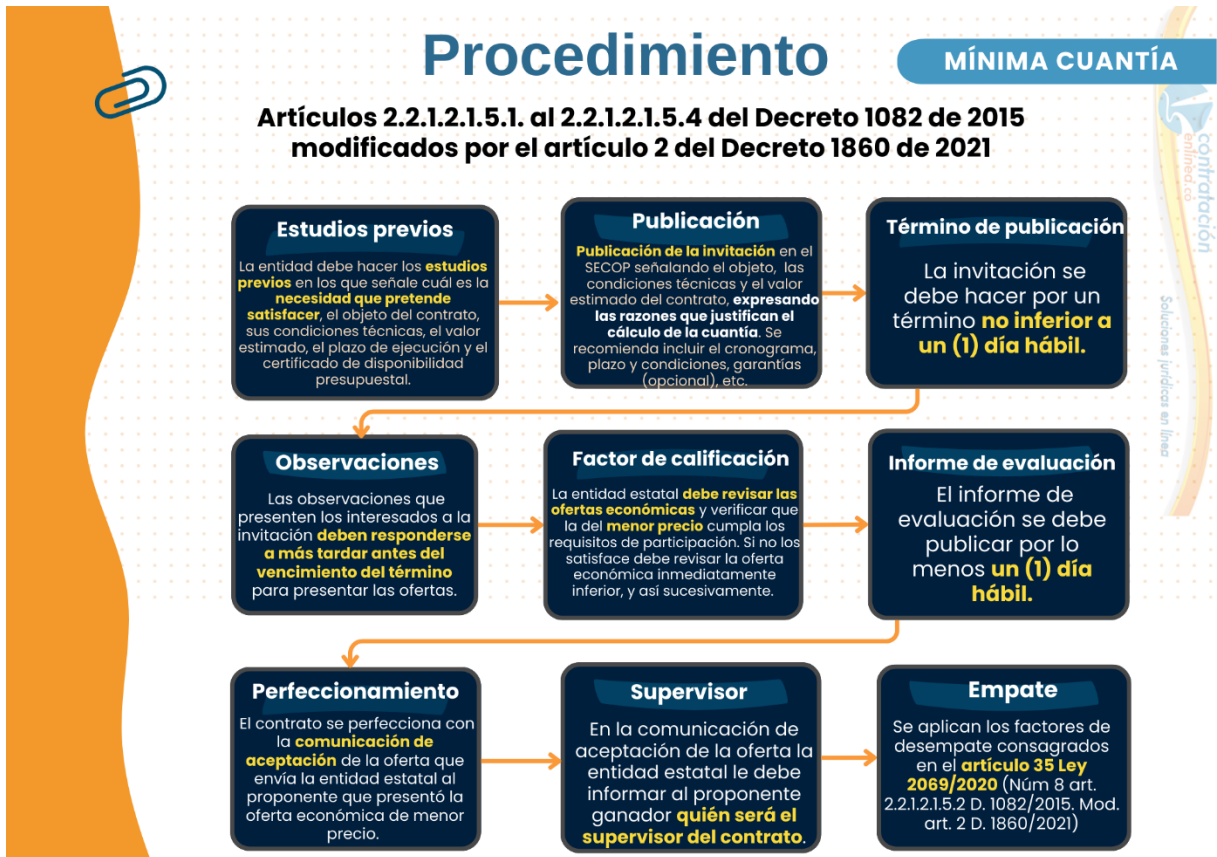 Procedimiento
MÍNIMA CUANTÍA
Artículos 2.2.1.2.1.5.1. al 2.2.1.2.1.5.4 del Decreto 1082 de 2015
modificados por el artículo 2 del Decreto 1860 de 2021
contratación
enlinea.co
Soluciones jurídicas en línea
Estudios previos
La entidad debe hacer los estudios
previos en los que señale cuál es la
necesidad que pretende
satisfacer, el objeto del contrato,
sus condiciones técnicas, el valor
estimado, el plazo de ejecución y el
certificado de disponibilidad
presupuestal.
Publicación
Publicación de la invitación en el
SECOP señalando el objeto, las
condiciones técnicas y el valor
estimado del contrato, expresando
las razones que justifican el
cálculo de la cuantía. Se
recomienda incluir el cronograma,
plazo y condiciones, garantías
(opcional), etc.
Término de publicación
La invitación se
debe hacer por un
término no inferior a
un (1) día hábil.
Observaciones
Las observaciones que
presenten los interesados a la
invitación deben responderse
a más tardar antes del
vencimiento del término
para presentar las ofertas.
Factor de calificación
La entidad estatal debe revisar las
ofertas económicas y verificar que
la del menor precio cumpla los
requisitos de participación. Si no los
satisface debe revisar la oferta
económica inmediatamente
inferior, y así sucesivamente.
Informe de evaluación
El informe de
evaluación se debe
publicar por lo
menos un (1) día
hábil.
Perfeccionamiento
El contrato se perfecciona con
la comunicación de
aceptación de la oferta que
envía la entidad estatal al
proponente que presentó la
oferta económica de menor
precio.
Supervisor
En la comunicación de
aceptación de la oferta la
entidad estatal le debe
informar al proponente
ganador quién será el
supervisor del contrato.
Empate
Se aplican los factores de
desempate consagrados
en el artículo 35 Ley
2069/2020 (Núm 8 art.
2.2.1.2.1.5.2 D. 1082/2015. Mod.
art. 2 D. 1860/2021)